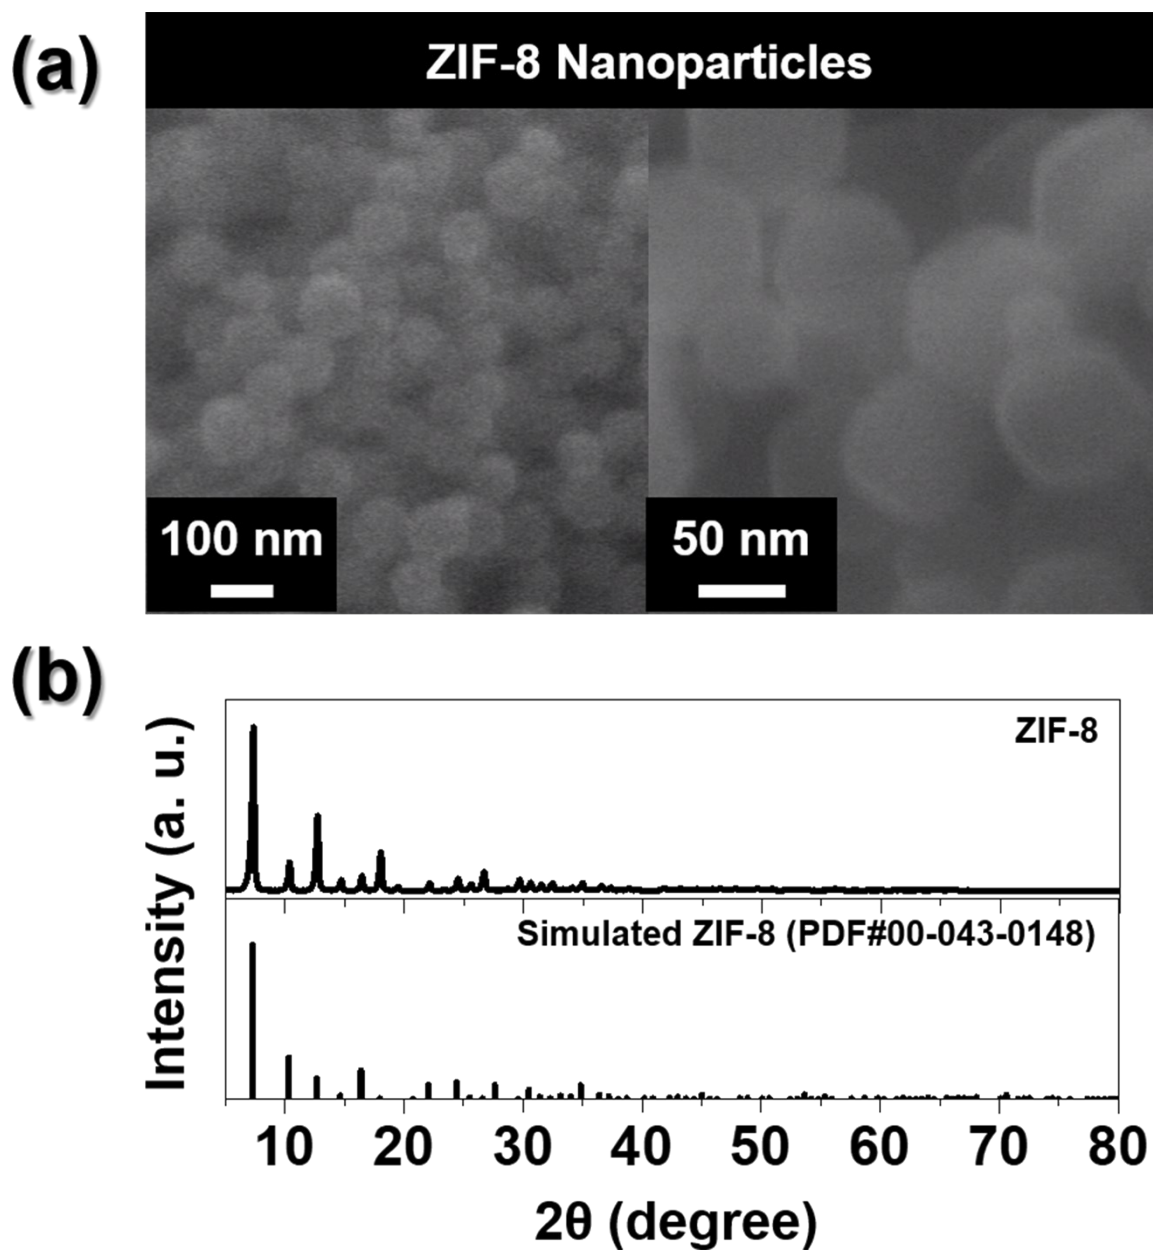 (a)
ZIF-8 Nanoparticles
100 nm
50 nm
(b)
Intensity (a. u.)
ZIF-8
Simulated ZIF-8 (PDF#00-043-0148)
10 20 30 40 50 60 70 80
2θ (degree)